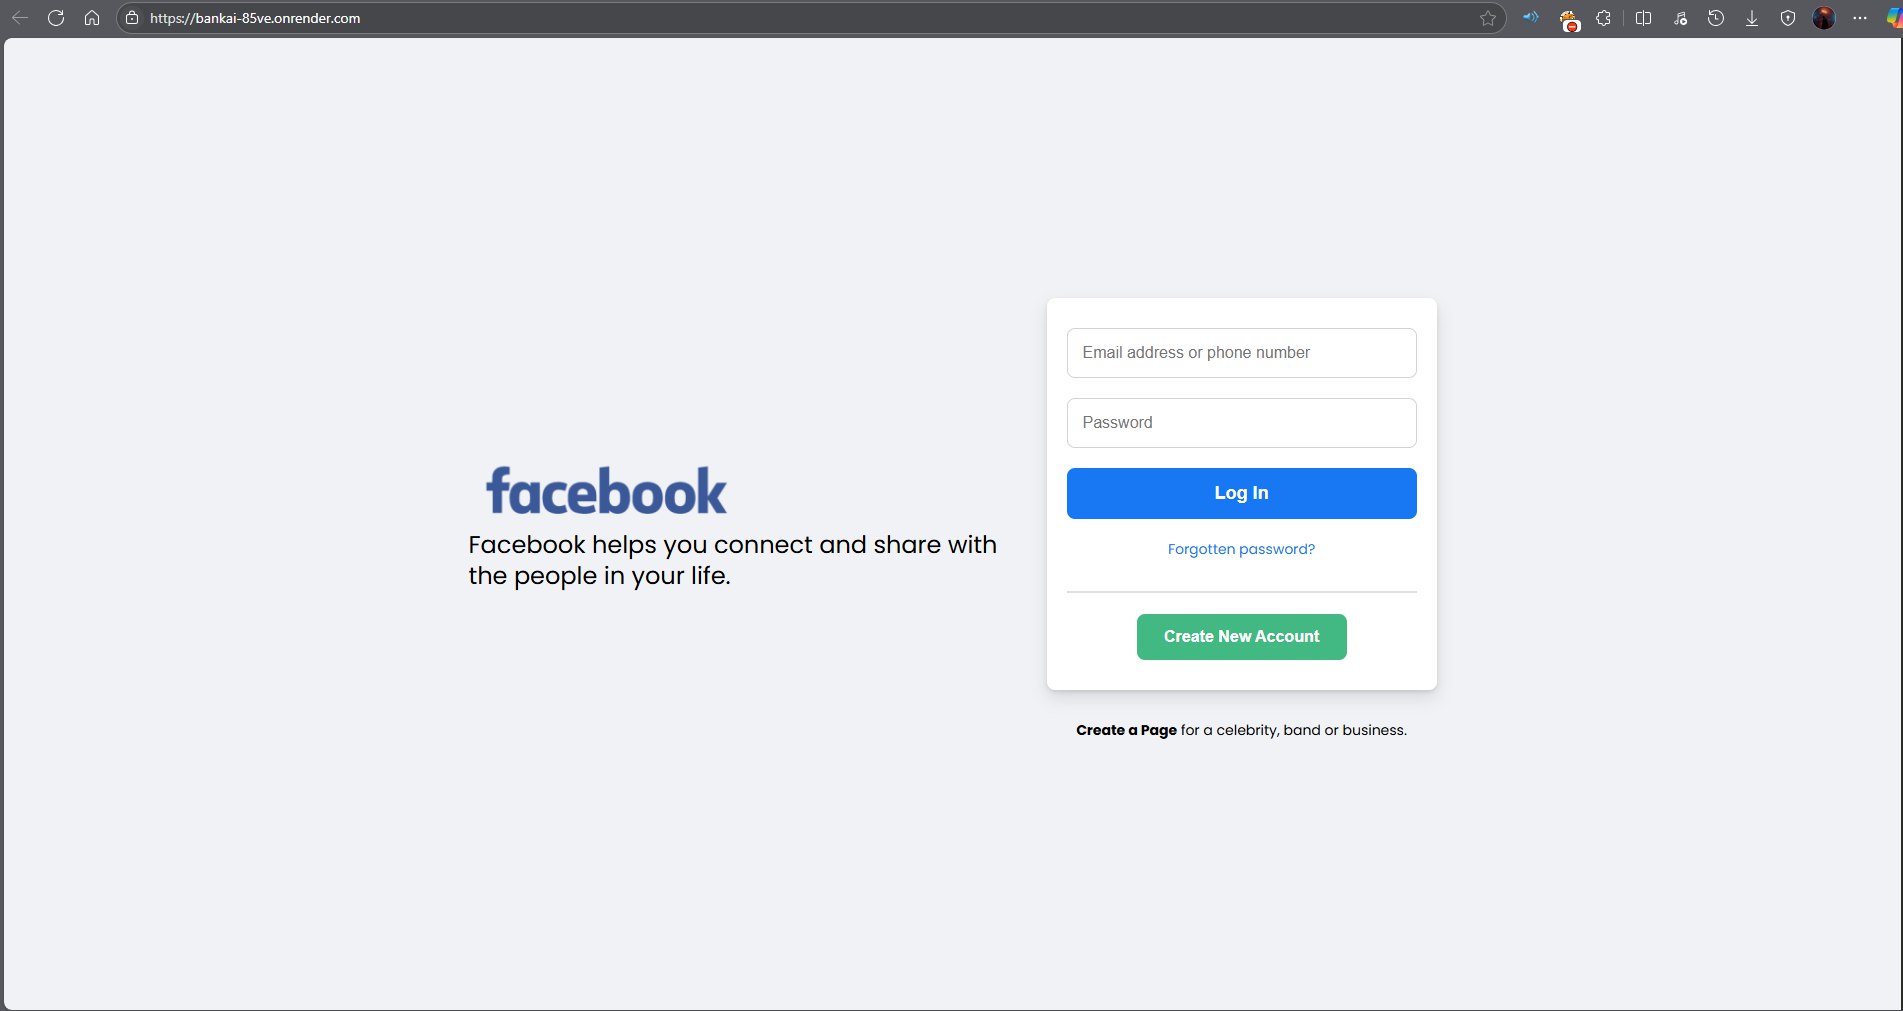 https://bankai-85ve.onrender.com
facebook
Facebook helps you connect and share with
the people in your life.
Email address or phone number
Password
Log In
Forgotten password?
Create New Account
Create a Page for a celebrity, band or business.